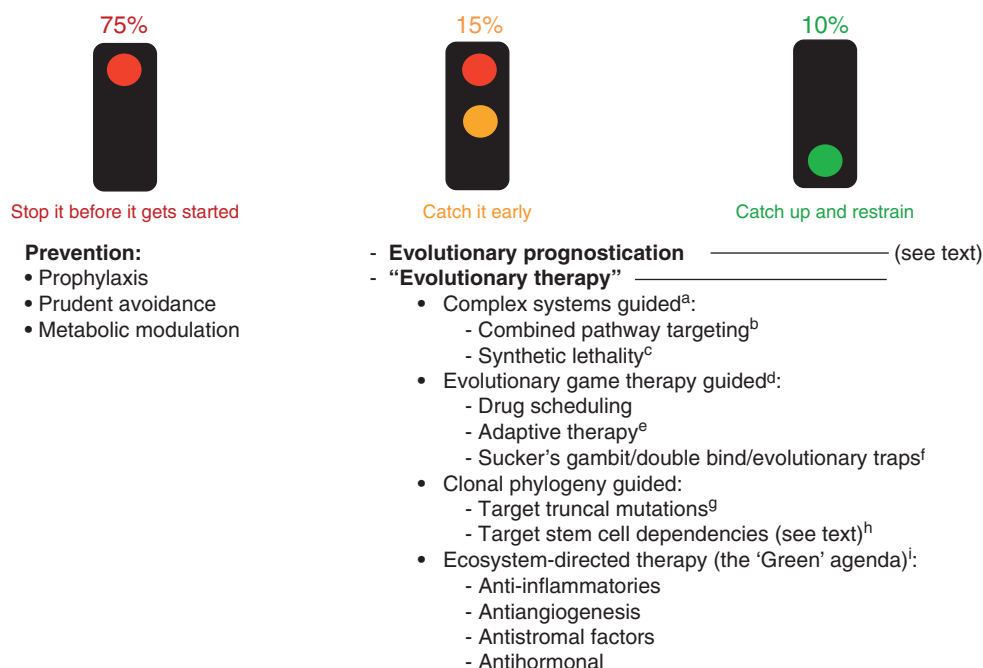 75%
15%
10%
Stop it before it gets started
Catch it early
Catch up and restrain
Prevention:
• Prophylaxis
• Prudent avoidance
• Metabolic modulation
- Evolutionary prognostication (see text)
- “Evolutionary therapy”
• Complex systems guidedᵃ:
- Combined pathway targetingᵇ
- Synthetic lethalityᶜ
• Evolutionary game therapy guidedᵈ:
- Drug scheduling
- Adaptive therapyᵉ
- Sucker’s gambit/double bind/evolutionary trapsᶠ
• Clonal phylogeny guided:
- Target truncal mutationsᵍ
- Target stem cell dependencies (see text)ʰ
• Ecosystem-directed therapy (the ‘Green’ agenda)ⁱ:
- Anti-inflammatories
- Antiangiogenesis
- Antistromal factors
- Antihormonal